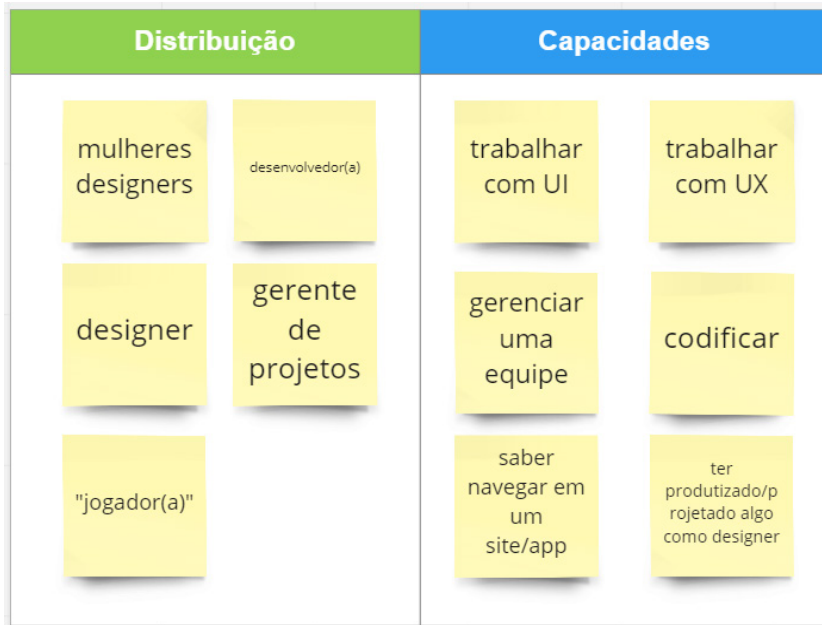 Distribuição
Capacidades
mulheres
designers
desenvolvedor(a)
designer
gerente
de
projetos
"jogador(a)"
trabalhar
com UI
trabalhar
com UX
gerenciar
uma
equipe
codificar
saber
navegar em
um
site/app
ter
produtizado/p
rojetado algo
como designer